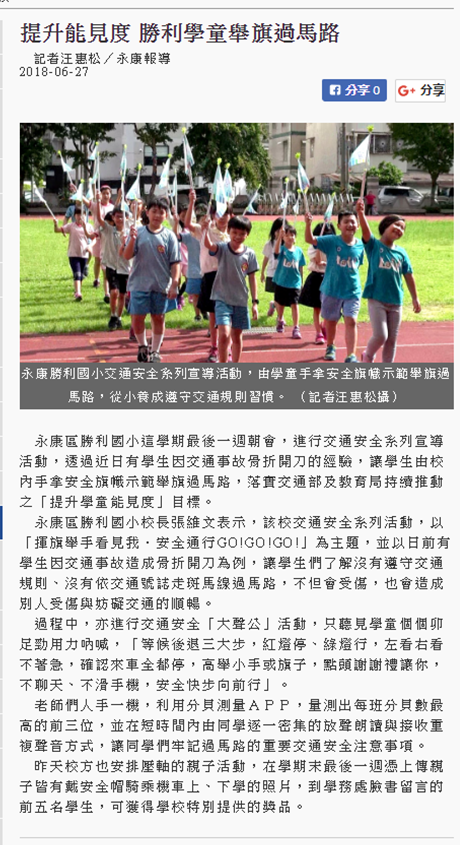 提升能見度 勝利學童舉旗過馬路
記者汪惠松／永康報導
2018-06-27
分享 0
G+ 分享
永康勝利國小交通安全系列宣導活動，由學童手拿安全旗幟示範舉旗過
馬路，從小養成遵守交通規則習慣。（記者汪惠松攝）
永康區勝利國小這學期最後一週朝會，進行交通安全系列宣導
活動，透過近日有學生因交通事故骨折開刀的經驗，讓學生由校
內手拿安全旗幟示範舉旗過馬路，落實交通部及教育局持續推動
之「提升學童能見度」目標。
永康區勝利國小校長張雄文表示，該校交通安全系列活動，以
「揮旗舉手看見我．安全通行GO!GO!GO!」為主題，並以日前有
學生因交通事故造成骨折開刀為例，讓學生們了解沒有遵守交通
規則、沒有依交通號誌走斑馬線過馬路，不但會受傷，也會造成
別人受傷與妨礙交通的順暢。
過程中，亦進行交通安全「大聲公」活動，只聽見學童個個卯
足勁用力吶喊，「等候後退三大步，紅燈停、綠燈行，左看右看
不著急，確認來車全都停，高舉小手或旗子，點頭謝謝禮讓你，
不聊天、不滑手機，安全快步向前行」。
老師們人手一機，利用分貝測量ＡＰＰ，量測出每班分貝數最
高的前三位，並在短時間內由同學逐一密集的放聲朗讀與接收重
複聲音方式，讓同學們牢記過馬路的重要交通安全注意事項。
昨天校方也安排壓軸的親子活動，在學期末最後一週憑上傳親
子皆有戴安全帽騎乘機車上、下學的照片，到學務處臉書留言的
前五名學生，可獲得學校特別提供的獎品。